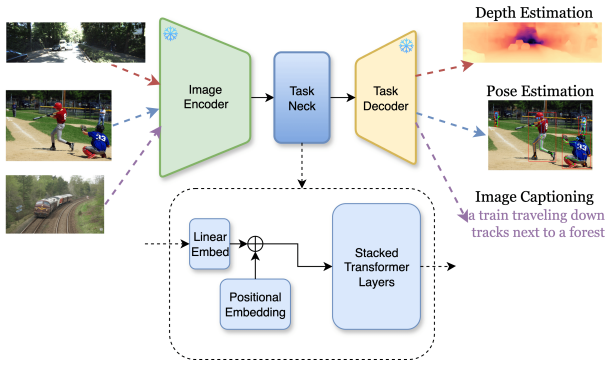 Depth Estimation
Image
Encoder
Task
Neck
Task
Decoder
Pose Estimation
33
Image Captioning
a train traveling down
tracks next to a forest
Linear
Embed
Positional
Embedding
Stacked
Transformer
Layers